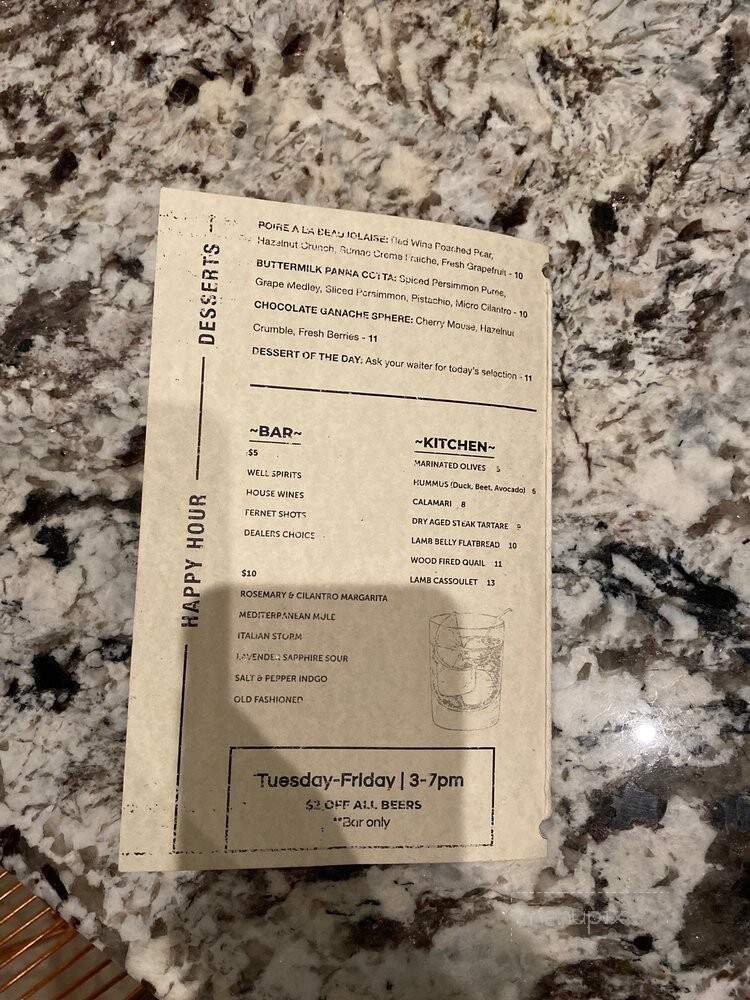 DESSERTS
POIRE A LA BEAUJOLAISE: Red Wine Poached Pear,
Hazelnut Crunch, Sumac Creme Fraiche, Fresh Grapefruit - 10
BUTTERMILK PANNA COTTA: Spiced Persimmon Puree,
Grape Medley, Sliced Persimmon, Pistachio, Micro Cilantro - 10
CHOCOLATE GANACHE SPHERE: Cherry Mouse, Hazelnut
Crumble, Fresh Berries - 11
DESSERT OF THE DAY: Ask your waiter for today's selection - 11
HAPPY HOUR
~BAR~
$5
WELL SPIRITS
HOUSE WINES
FERNET SHOTS
DEALERS CHOICE
$10
ROSEMARY & CILANTRO MARGARITA
MEDITERRANEAN MULE
ITALIAN STORM
LAVENDER SAPPHIRE SOUR
SALT & PEPPER INDGO
OLD FASHIONED
~KITCHEN~
MARINATED OLIVES 5
HUMMUS (Duck, Beet, Avocado) 6
CALAMARI 8
DRY AGED STEAK TARTARE 9
LAMB BELLY FLATBREAD 10
WOOD FIRED QUAIL 11
LAMB CASSOULET 13
Tuesday-Friday | 3-7pm
$2 OFF ALL BEERS
**Bar only